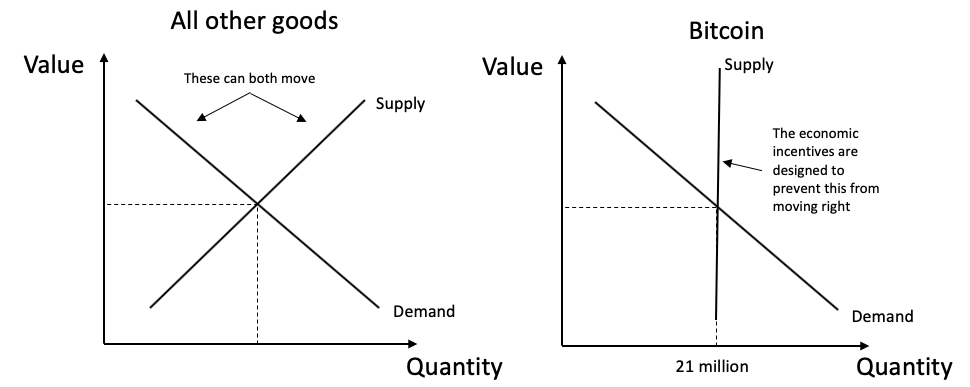 All other goods
Value
These can both move
Supply
Demand
Quantity
Bitcoin
Value
Supply
The economic
incentives are
designed to
prevent this from
moving right
Demand
21 million
Quantity